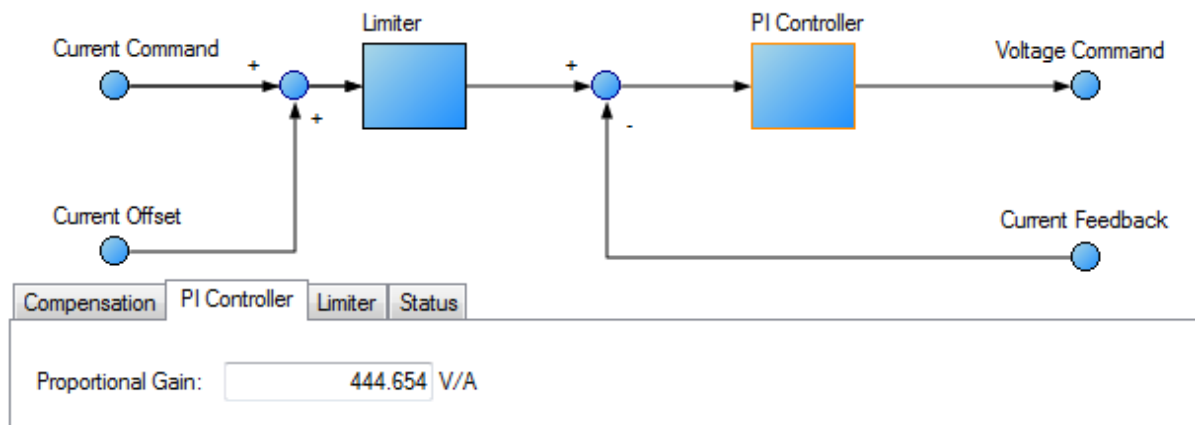 Limiter
PI Controller
Current Command
Voltage Command
+
+
+
-
Current Offset
Current Feedback
Compensation PI Controller Limiter Status
Proportional Gain: 444.654 V/A